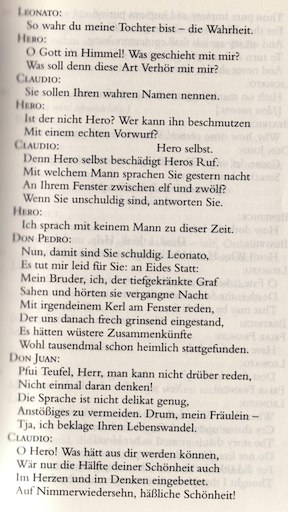 LEONATO:
So wahr du meine Tochter bist – die Wahrheit.
HERO:
O Gott im Himmel! Was geschieht mit mir?
Was soll denn diese Art Verhör mit mir?
CLAUDIO:
Sie sollen Ihren wahren Namen nennen.
HERO:
Ist der nicht Hero? Wer kann ihn beschmutzen
Mit einem echten Vorwurf?
CLAUDIO: Hero selbst.
Denn Hero selbst beschädigt Heros Ruf.
Mit welchem Mann sprachen Sie gestern nacht
An Ihrem Fenster zwischen elf und zwölf?
Wenn Sie unschuldig sind, antworten Sie.
HERO:
Ich sprach mit keinem Mann zu dieser Zeit.
DON PEDRO:
Nun, damit sind Sie schuldig. Leonato,
Es tut mir leid für Sie: an Eides Statt:
Mein Bruder, ich, der tiefgekränkte Graf
Sahen und hörten sie vergangne Nacht
Mit irgendeinem Kerl am Fenster reden,
Der uns danach frech grinsend eingestand,
Es hätten wüstere Zusammenkünfte
Wohl tausendmal schon heimlich stattgefunden.
DON JUAN:
Pfui Teufel, Herr, man kann nicht drüber reden,
Nicht einmal daran denken!
Die Sprache ist nicht delikat genug,
Anstößiges zu vermeiden. Drum, mein Fräulein –
Tja, ich beklage Ihren Lebenswandel.
CLAUDIO:
O Hero! Was hätt aus dir werden können,
Wär nur die Hälfte deiner Schönheit auch
Im Herzen und im Denken eingebettet.
Auf Nimmerwiedersehn, häßliche Schönheit!